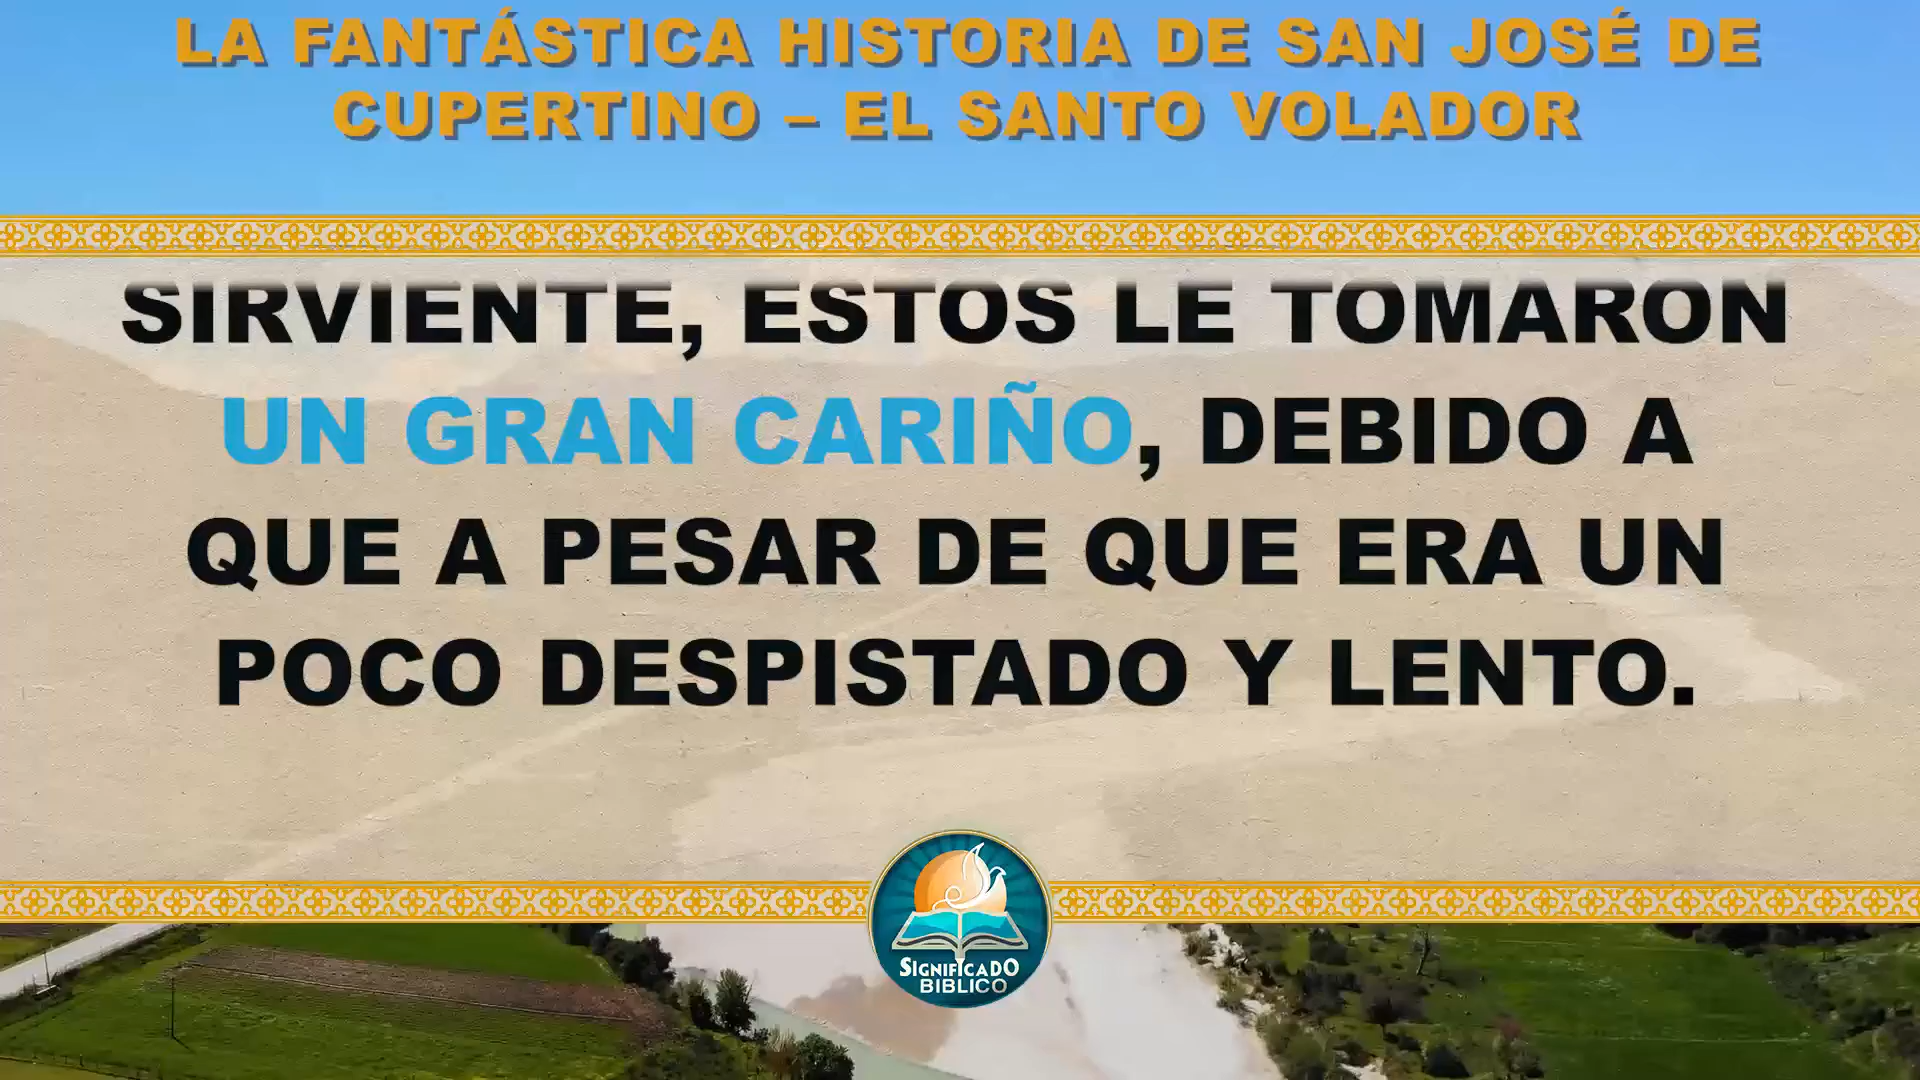 LA FANTÁSTICA HISTORIA DE SAN JOSÉ DE
CUPERTINO – EL SANTO VOLADOR
SIRVIENTE, ESTOS LE TOMARON
UN GRAN CARIÑO, DEBIDO A
QUE A PESAR DE QUE ERA UN
POCO DESPISTADO Y LENTO.
SIGNIFICADO
BIBLICO